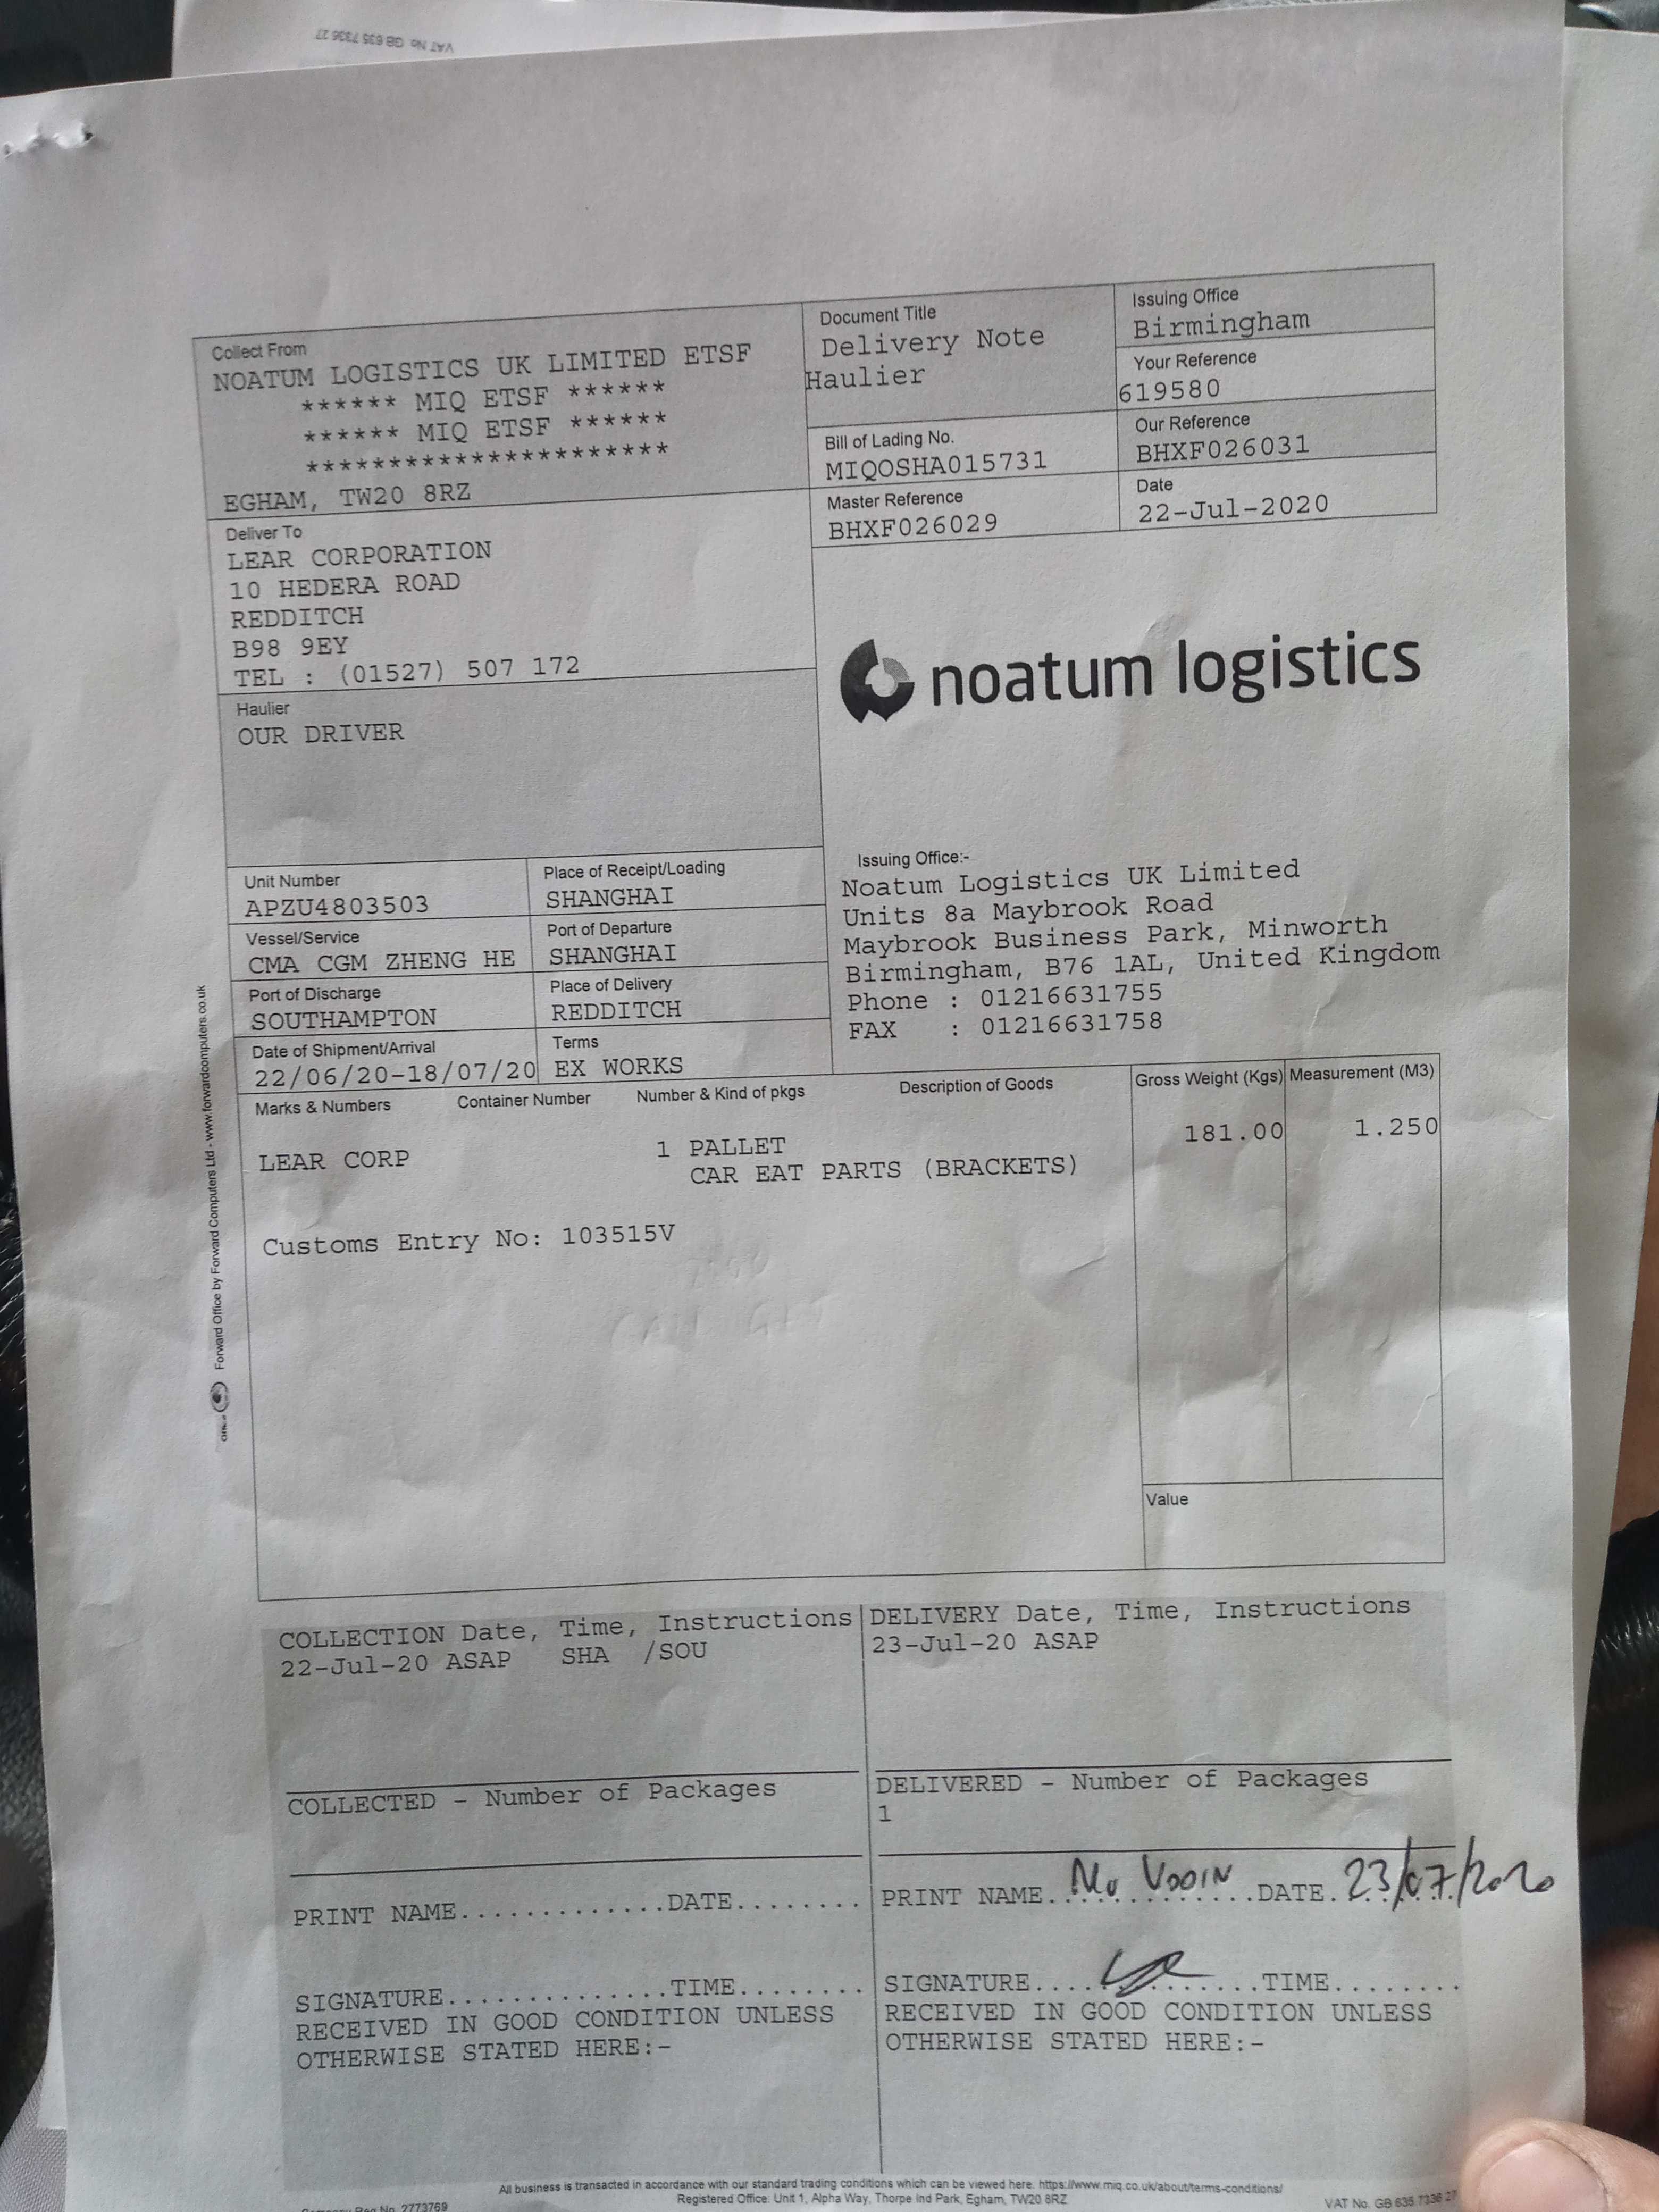 VAT No. GB 635 7336 27
Collect From
NOATUM LOGISTICS UK LIMITED ETSF
****** MIQ ETSF ******
****** MIQ ETSF ******
**********************
EGHAM, TW20 8RZ
Document Title
Delivery Note
Haulier
Issuing Office
Birmingham
Your Reference
619580
Bill of Lading No.
MIQOSHA015731
Our Reference
BHXF026031
Master Reference
BHXF026029
Date
22-Jul-2020
Deliver To
LEAR CORPORATION
10 HEDERA ROAD
REDDITCH
B98 9EY
TEL : (01527) 507 172
noatum logistics
Haulier
OUR DRIVER
Unit Number
APZU4803503
Place of Receipt/Loading
SHANGHAI
Vessel/Service
CMA CGM ZHENG HE
Port of Departure
SHANGHAI
Port of Discharge
SOUTHAMPTON
Place of Delivery
REDDITCH
Date of Shipment/Arrival
22/06/20-18/07/20
Terms
EX WORKS
Issuing Office:-
Noatum Logistics UK Limited
Units 8a Maybrook Road
Maybrook Business Park, Minworth
Birmingham, B76 1AL, United Kingdom
Phone : 01216631755
FAX : 01216631758
Marks & Numbers Container Number Number & Kind of pkgs Description of Goods Gross Weight (Kgs) Measurement (M3)
LEAR CORP 1 PALLET 181.00 1.250
CAR EAT PARTS (BRACKETS)
Customs Entry No: 103515V
Value
Forward Office by Forward Computers Ltd - www.forwardcomputers.co.uk
COLLECTION Date, Time, Instructions
22-Jul-20 ASAP SHA /SOU
DELIVERY Date, Time, Instructions
23-Jul-20 ASAP
COLLECTED - Number of Packages
DELIVERED - Number of Packages
1
PRINT NAME.............DATE........
PRINT NAME.............DATE. 23/07/2020
SIGNATURE..............TIME........
RECEIVED IN GOOD CONDITION UNLESS
OTHERWISE STATED HERE:-
SIGNATURE..............TIME........
RECEIVED IN GOOD CONDITION UNLESS
OTHERWISE STATED HERE:-
All business is transacted in accordance with our standard trading conditions which can be viewed here. https://www.miq.co.uk/about/terms-conditions/
Company Reg No. 2773769
Registered Office: Unit 1, Alpha Way, Thorpe Ind Park, Egham, TW20 8RZ
VAT No. GB 635 7336 27